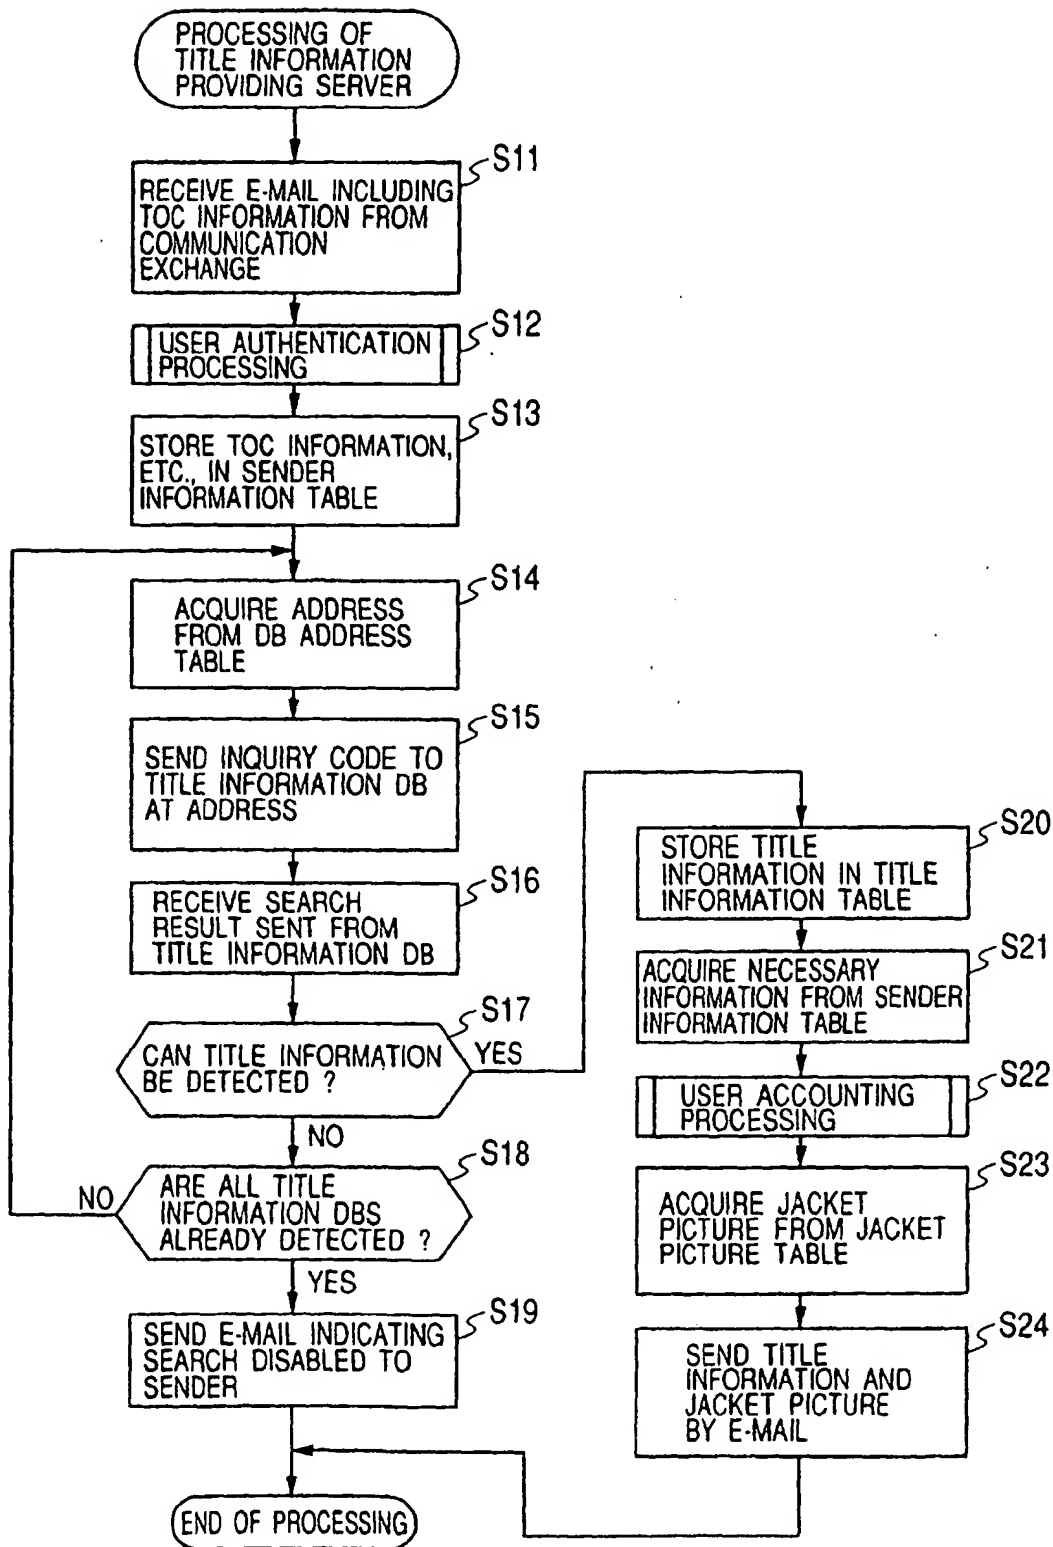 PROCESSING OF
TITLE INFORMATION
PROVIDING SERVER
S11
RECEIVE E-MAIL INCLUDING
TOC INFORMATION FROM
COMMUNICATION
EXCHANGE
S12
USER AUTHENTICATION
PROCESSING
S13
STORE TOC INFORMATION,
ETC., IN SENDER
INFORMATION TABLE
S14
ACQUIRE ADDRESS
FROM DB ADDRESS
TABLE
S15
SEND INQUIRY CODE TO
TITLE INFORMATION DB
AT ADDRESS
S16
RECEIVE SEARCH
RESULT SENT FROM
TITLE INFORMATION DB
S17
CAN TITLE INFORMATION
BE DETECTED ?
YES
NO
S18
ARE ALL TITLE
INFORMATION DBS
ALREADY DETECTED ?
NO
YES
S19
SEND E-MAIL INDICATING
SEARCH DISABLED TO
SENDER
S20
STORE TITLE
INFORMATION IN TITLE
INFORMATION TABLE
S21
ACQUIRE NECESSARY
INFORMATION FROM SENDER
INFORMATION TABLE
S22
USER ACCOUNTING
PROCESSING
S23
ACQUIRE JACKET
PICTURE FROM JACKET
PICTURE TABLE
S24
SEND TITLE
INFORMATION AND
JACKET PICTURE
BY E-MAIL
END OF PROCESSING